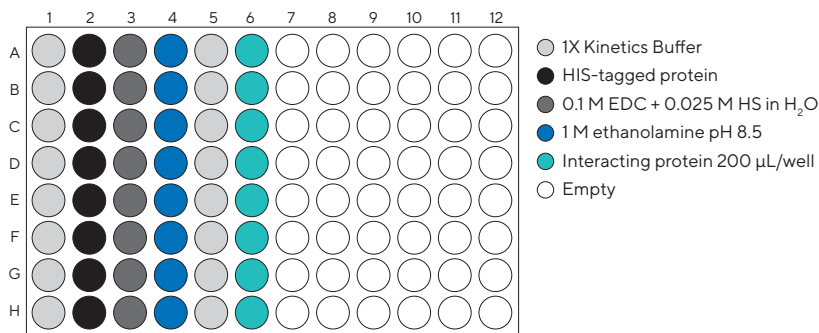 1 2 3 4 5 6 7 8 9 10 11 12
A
B
C
D
E
F
G
H
1X Kinetics Buffer
HIS-tagged protein
0.1 M EDC + 0.025 M HS in H₂O
1 M ethanolamine pH 8.5
Interacting protein 200 μL/well
Empty